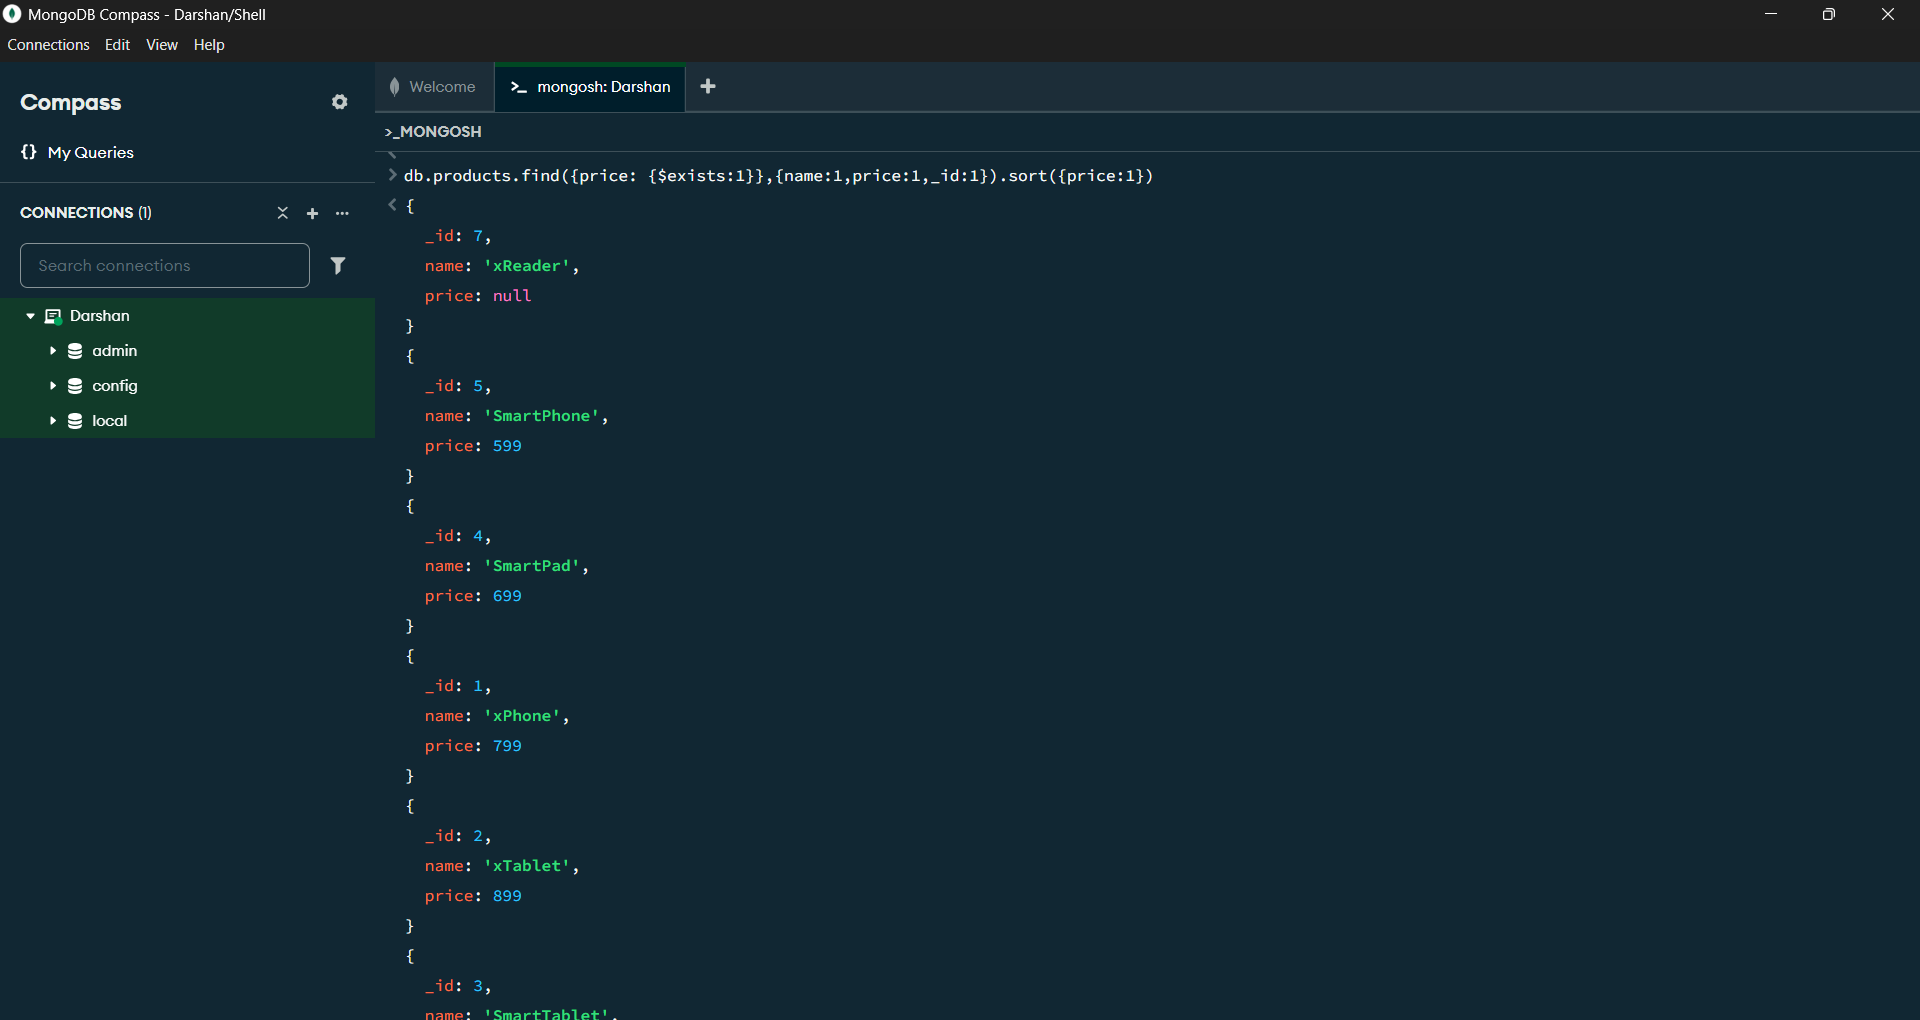 MongoDB Compass - Darshan/Shell
Connections Edit View Help
Compass
{} My Queries
CONNECTIONS (1)
Search connections
Darshan
admin
config
local
Welcome
>_ mongosh: Darshan
>_MONGOSH
> db.products.find({price: {$exists:1}},{name:1,price:1,_id:1}).sort({price:1})
< {
_id: 7,
name: 'xReader',
price: null
}
{
_id: 5,
name: 'SmartPhone',
price: 599
}
{
_id: 4,
name: 'SmartPad',
price: 699
}
{
_id: 1,
name: 'xPhone',
price: 799
}
{
_id: 2,
name: 'xTablet',
price: 899
}
{
_id: 3,
name: 'SmartTablet',